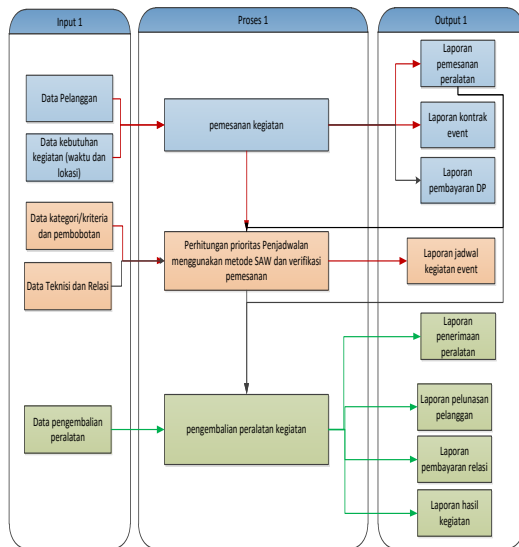 Input 1
Proses 1
Output 1
Data Pelanggan
Data kebutuhan
kegiatan (waktu dan
lokasi)
pemesanan kegiatan
Laporan
pemesanan
peralatan
Laporan kontrak
event
Laporan
pembayaran DP
Data kategori/kriteria
dan pembobotan
Data Teknisi dan Relasi
Perhitungan prioritas Penjadwalan
menggunakan metode SAW dan verifikasi
pemesanan
Laporan jadwal
kegiatan event
Data pengembalian
peralatan
pengembalian peralatan kegiatan
Laporan
penerimaan
peralatan
Laporan pelunasan
pelanggan
Laporan
pembayaran relasi
Laporan hasil
kegiatan